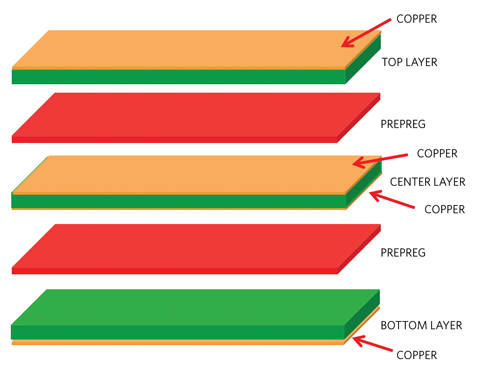 COPPER
TOP LAYER
PREPREG
COPPER
CENTER LAYER
COPPER
PREPREG
BOTTOM LAYER
COPPER